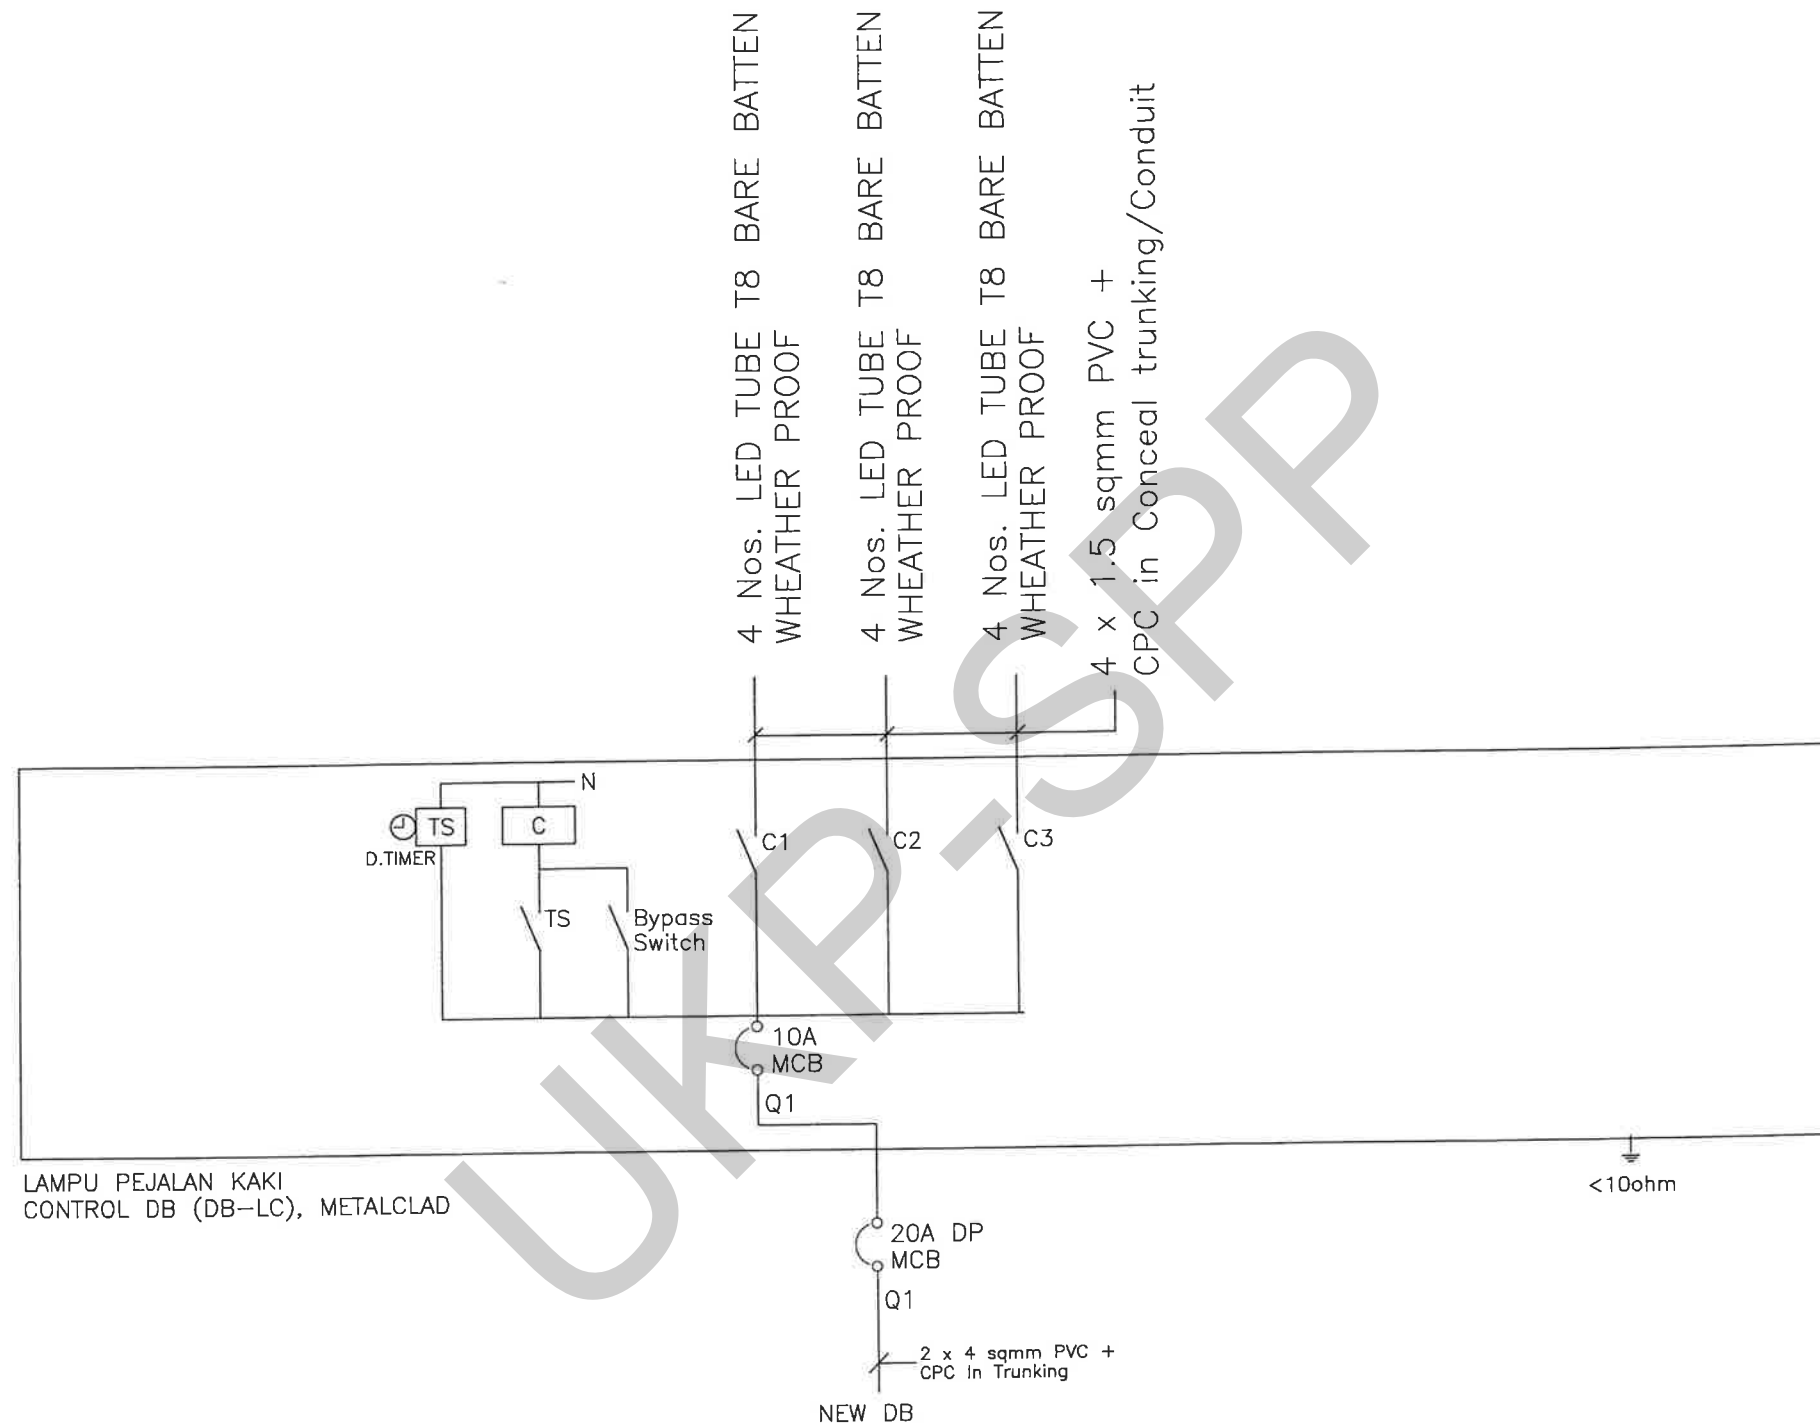 4 Nos. LED TUBE T8 BARE BATTEN
WHEATHER PROOF
4 Nos. LED TUBE T8 BARE BATTEN
WHEATHER PROOF
4 Nos. LED TUBE T8 BARE BATTEN
WHEATHER PROOF
4 x 1.5 sqmm PVC +
CPC in Conceal trunking/Conduit
N
TS
C
D.TIMER
C1
C2
C3
TS
Bypass
Switch
10A
MCB
Q1
LAMPU PEJALAN KAKI
CONTROL DB (DB-LC), METALCLAD
<10ohm
20A DP
MCB
Q1
2 x 4 sqmm PVC +
CPC in Trunking
NEW DB
UKP-SPP